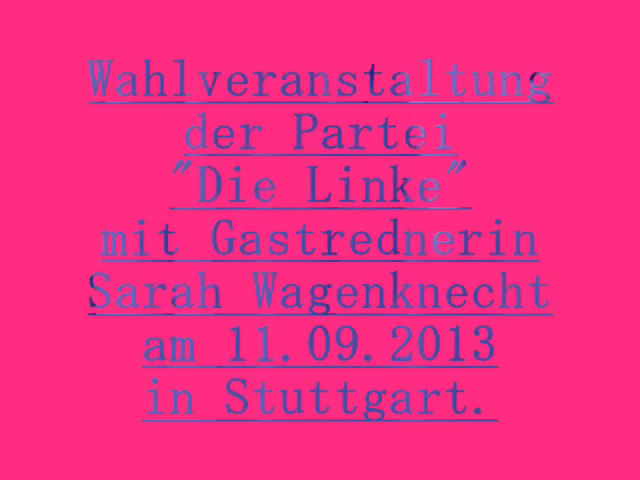 Wahlveranstaltung
der Partei
"Die Linke"
mit Gastrednerin
Sarah Wagenknecht
am 11.09.2013
in Stuttgart.